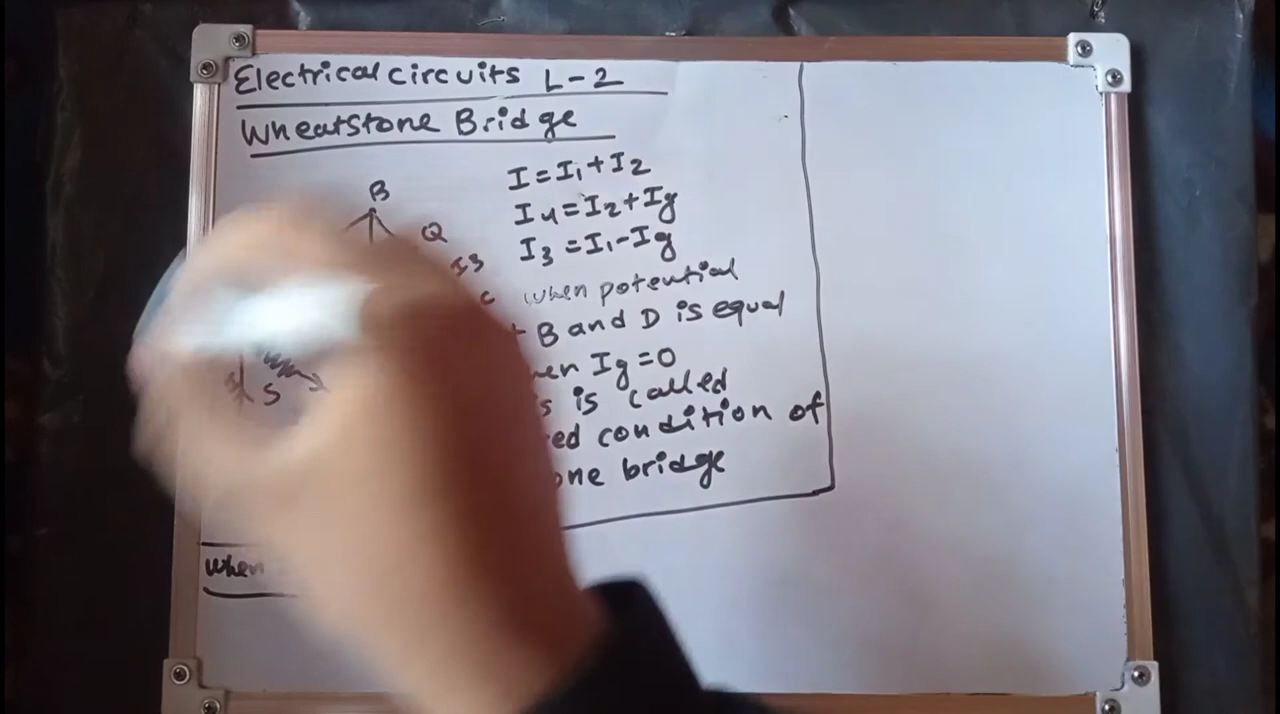 Electrical circuits L-2
Wheatstone Bridge
B
I = I1 + I2
I4 = I2 + Ig
Q
I3 = I1 - Ig
I3
C
when potential
B and D is equal
Ig = 0
S
is called
condition of
bridge
when